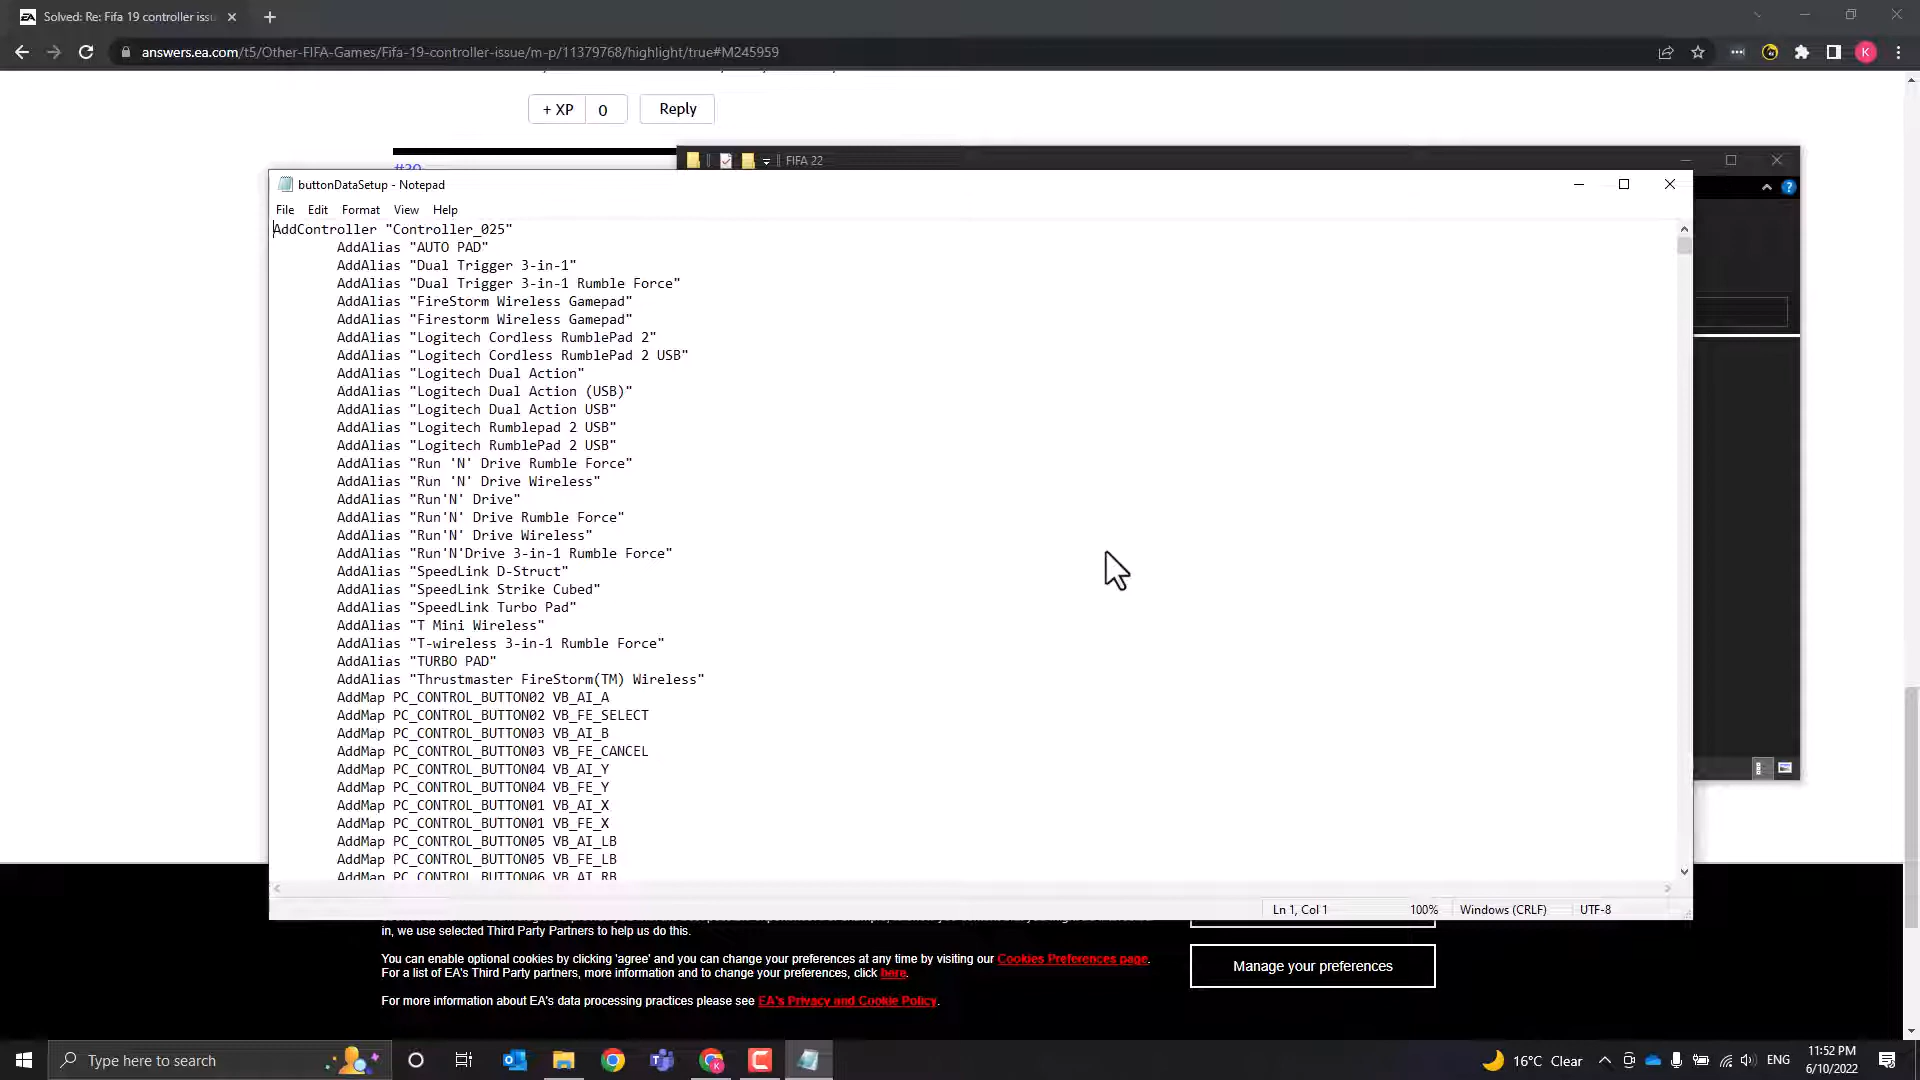 Solved: Re: Fifa 19 controller issu
answers.ea.com/t5/Other-FIFA-Games/Fifa-19-controller-issue/m-p/11379768/highlight/true#M245959
K
+ XP 0 Reply
#30
FIFA 22
buttonDataSetup - Notepad
File Edit Format View Help
AddController "Controller_025"
AddAlias "AUTO PAD"
AddAlias "Dual Trigger 3-in-1"
AddAlias "Dual Trigger 3-in-1 Rumble Force"
AddAlias "FireStorm Wireless Gamepad"
AddAlias "Firestorm Wireless Gamepad"
AddAlias "Logitech Cordless RumblePad 2"
AddAlias "Logitech Cordless RumblePad 2 USB"
AddAlias "Logitech Dual Action"
AddAlias "Logitech Dual Action (USB)"
AddAlias "Logitech Dual Action USB"
AddAlias "Logitech Rumblepad 2 USB"
AddAlias "Logitech RumblePad 2 USB"
AddAlias "Run 'N' Drive Rumble Force"
AddAlias "Run 'N' Drive Wireless"
AddAlias "Run'N' Drive"
AddAlias "Run'N' Drive Rumble Force"
AddAlias "Run'N' Drive Wireless"
AddAlias "Run'N'Drive 3-in-1 Rumble Force"
AddAlias "SpeedLink D-Struct"
AddAlias "SpeedLink Strike Cubed"
AddAlias "SpeedLink Turbo Pad"
AddAlias "T Mini Wireless"
AddAlias "T-wireless 3-in-1 Rumble Force"
AddAlias "TURBO PAD"
AddAlias "Thrustmaster FireStorm(TM) Wireless"
AddMap PC_CONTROL_BUTTON02 VB_AI_A
AddMap PC_CONTROL_BUTTON02 VB_FE_SELECT
AddMap PC_CONTROL_BUTTON03 VB_AI_B
AddMap PC_CONTROL_BUTTON03 VB_FE_CANCEL
AddMap PC_CONTROL_BUTTON04 VB_AI_Y
AddMap PC_CONTROL_BUTTON04 VB_FE_Y
AddMap PC_CONTROL_BUTTON01 VB_AI_X
AddMap PC_CONTROL_BUTTON01 VB_FE_X
AddMap PC_CONTROL_BUTTON05 VB_AI_LB
AddMap PC_CONTROL_BUTTON05 VB_FE_LB
AddMap PC_CONTROL_BUTTON06 VB_AI_RB
Ln 1, Col 1 100% Windows (CRLF) UTF-8
in, we use selected Third Party Partners to help us do this.
You can enable optional cookies by clicking 'agree' and you can change your preferences at any time by visiting our Cookies Preferences page.
For a list of EA's Third Party partners, more information and to change your preferences, click here.
Manage your preferences
For more information about EA's data processing practices please see EA's Privacy and Cookie Policy.
Type here to search
16°C Clear
ENG
11:52 PM
6/10/2022